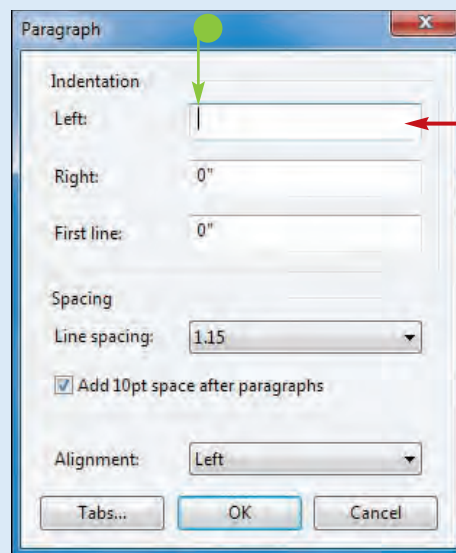 Paragraph
Indentation
Left:
Right: 0"
First line: 0"
Spacing
Line spacing: 1.15
Add 10pt space after paragraphs
Alignment: Left
Tabs... OK Cancel